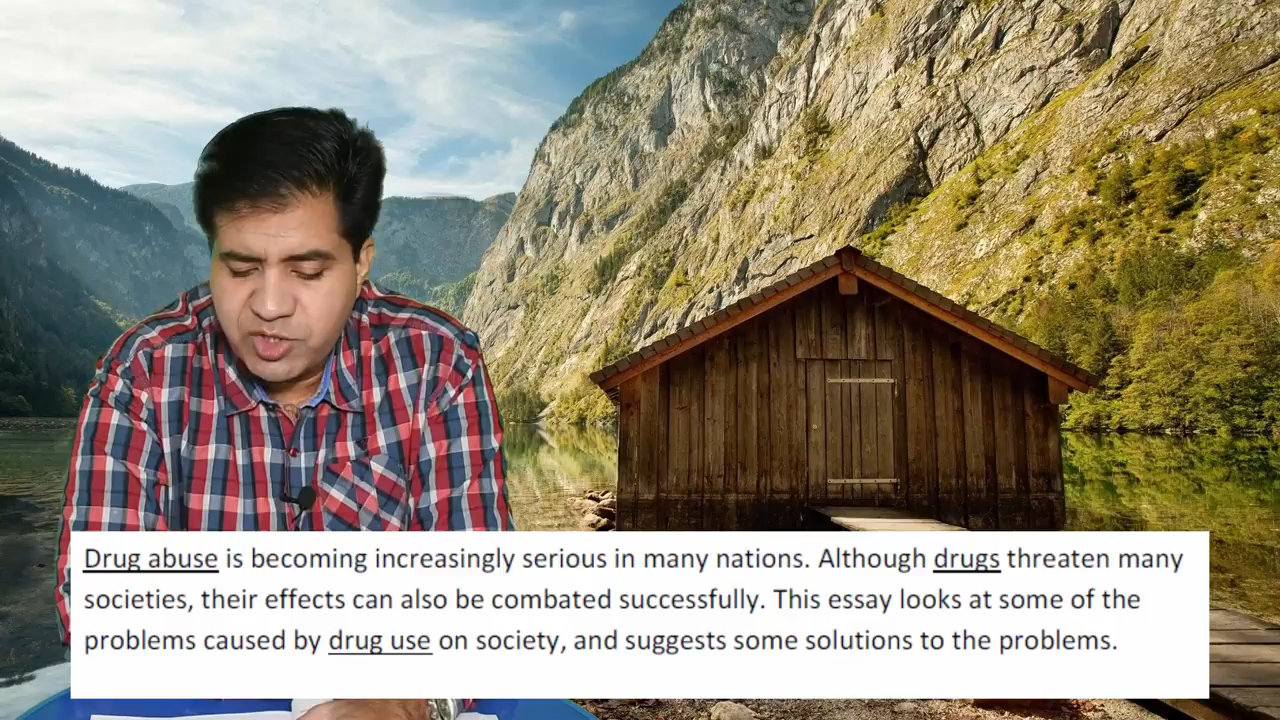 Drug abuse is becoming increasingly serious in many nations. Although drugs threaten many
societies, their effects can also be combated successfully. This essay looks at some of the
problems caused by drug use on society, and suggests some solutions to the problems.